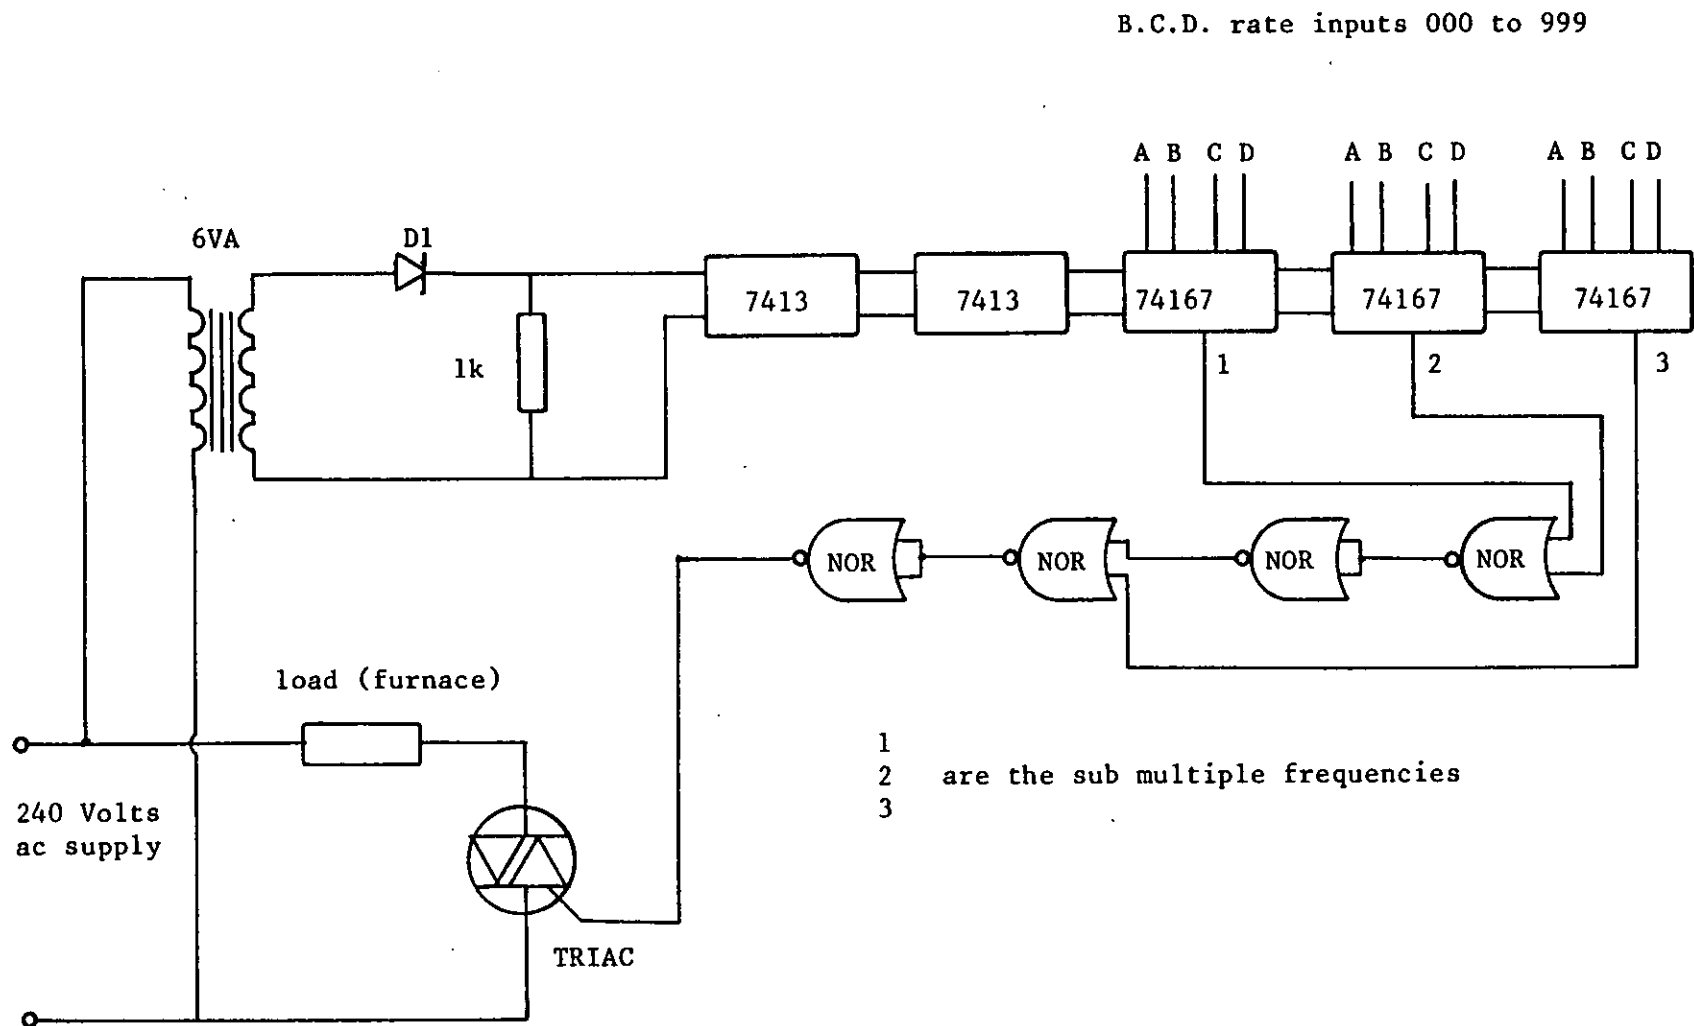 B.C.D. rate inputs 000 to 999
A B C D
A B C D
A B C D
6VA
D1
7413
7413
74167
74167
74167
1k
1
2
3
NOR
NOR
NOR
NOR
load (furnace)
1
2 are the sub multiple frequencies
3
240 Volts
ac supply
TRIAC